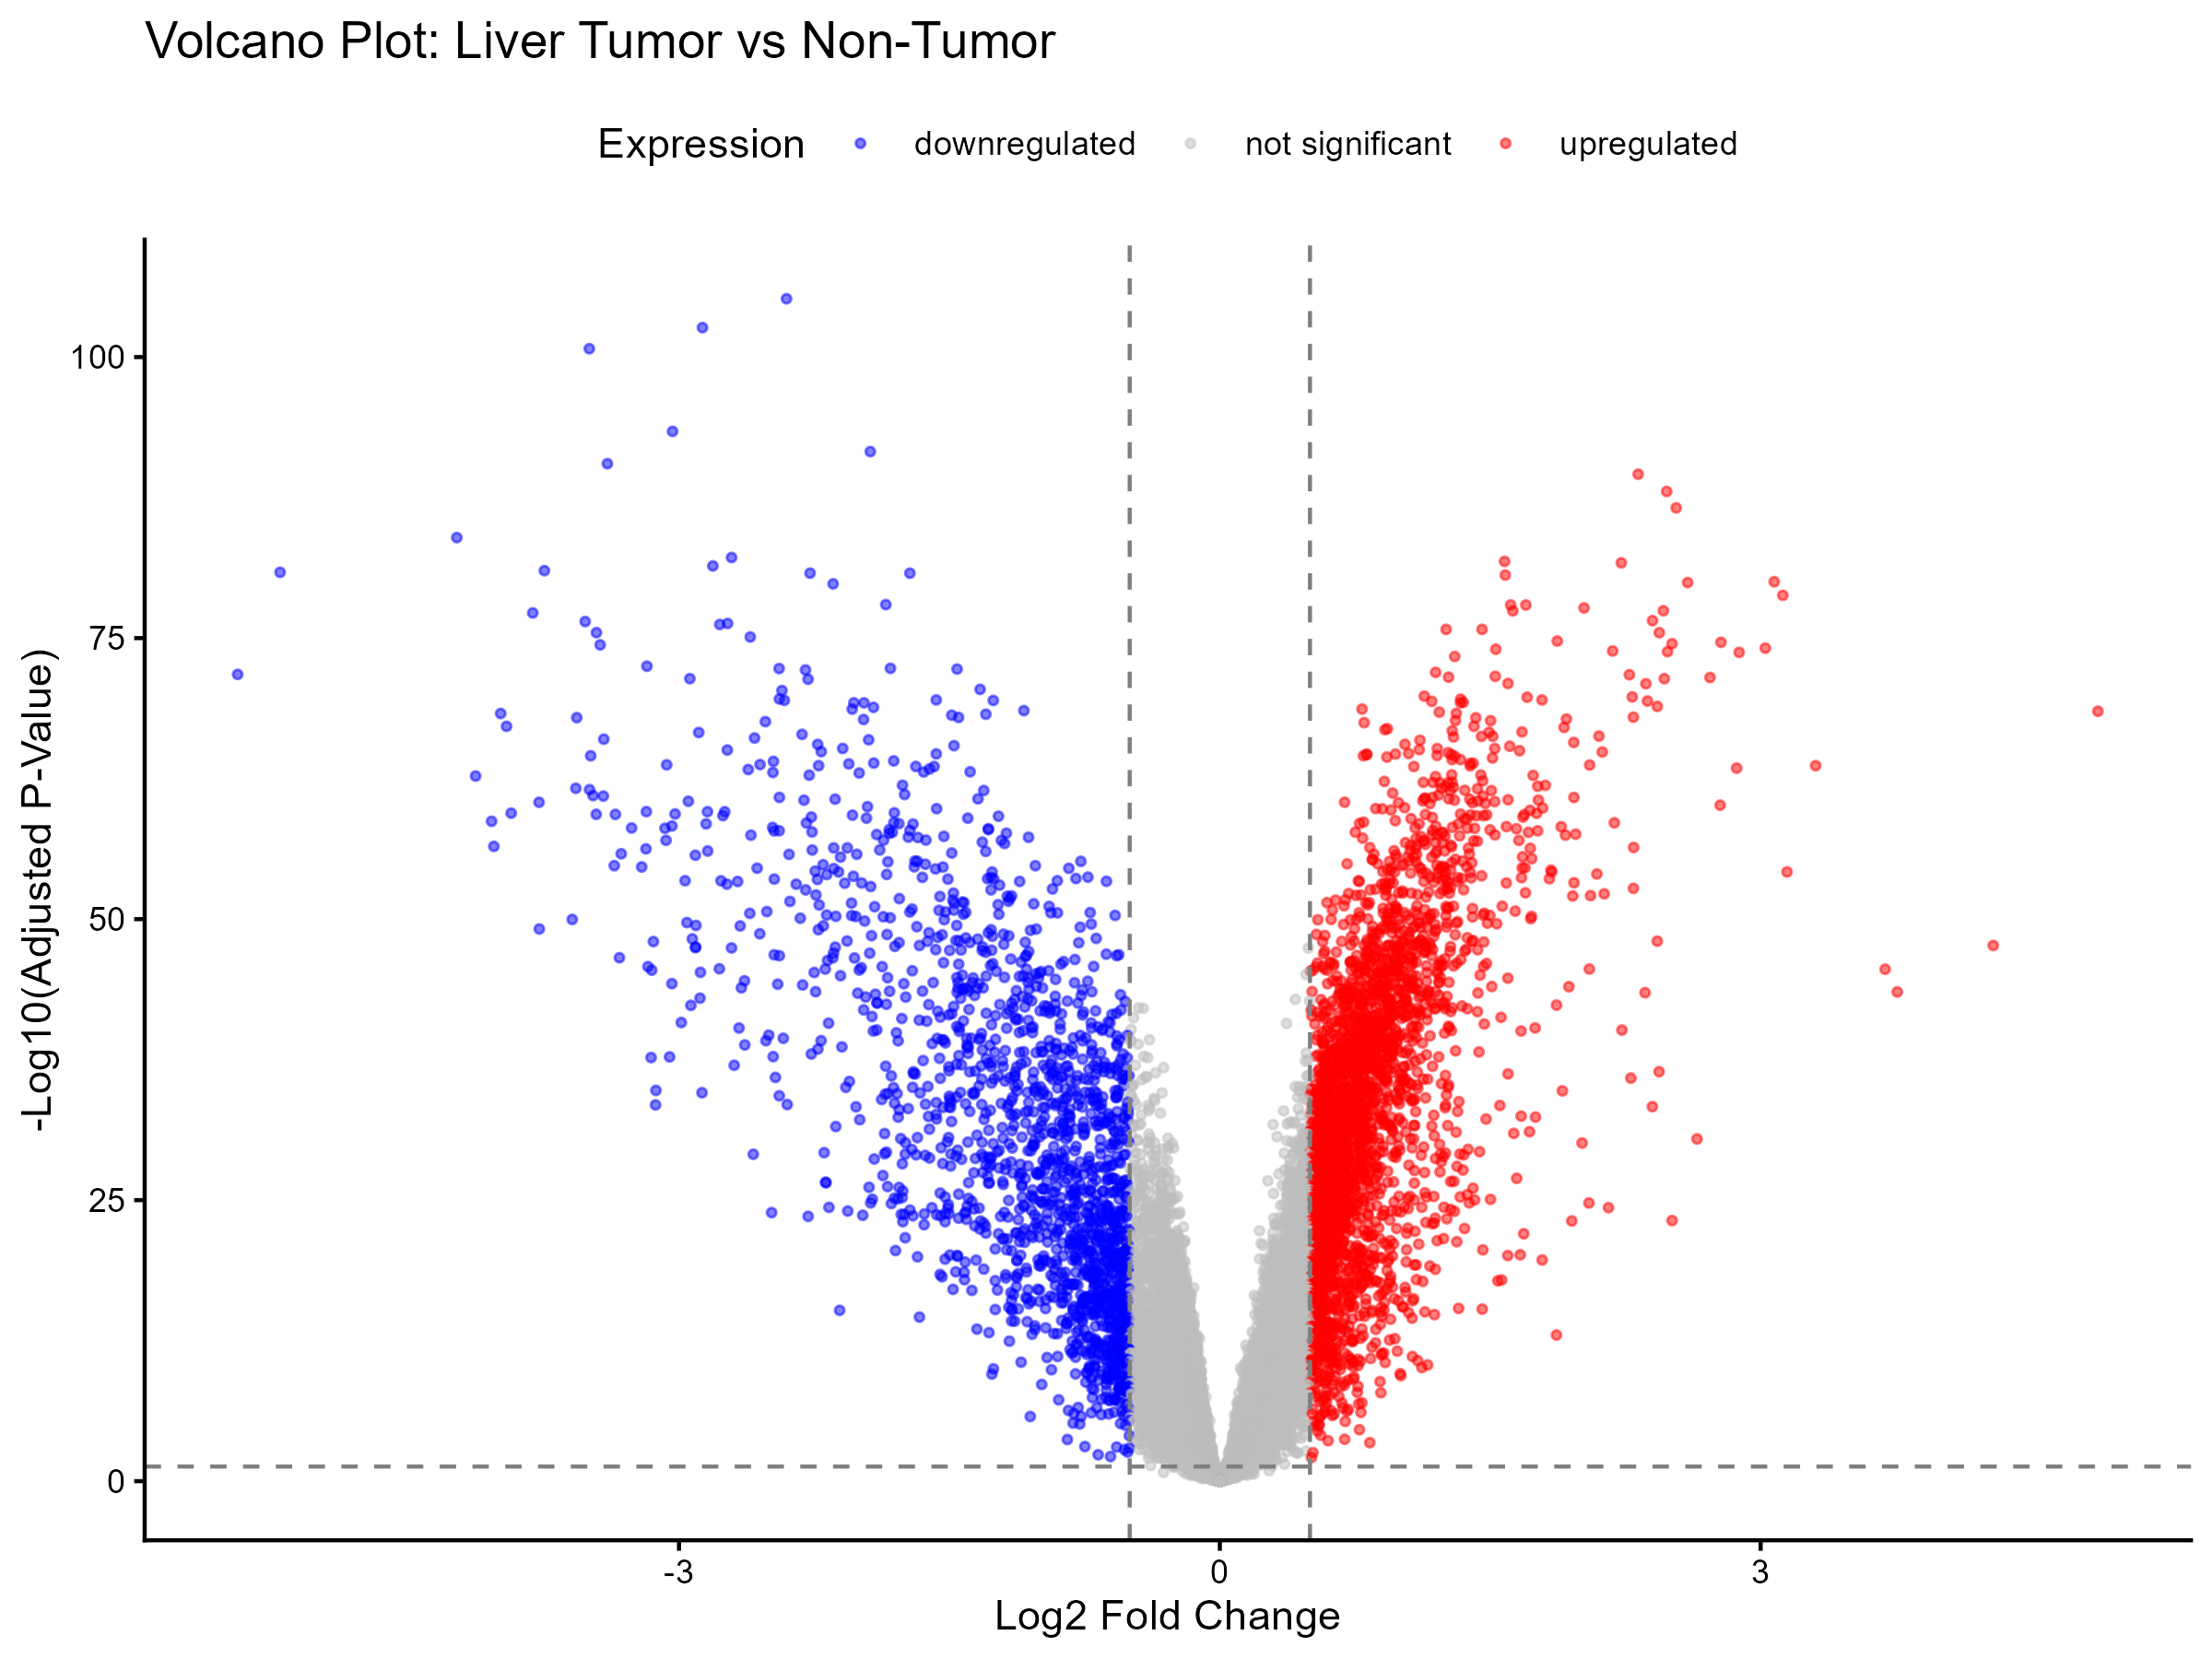 Volcano Plot: Liver Tumor vs Non-Tumor
Expression downregulated not significant upregulated
100
75
50
25
0
-Log10(Adjusted P-Value)
-3 0 3
Log2 Fold Change